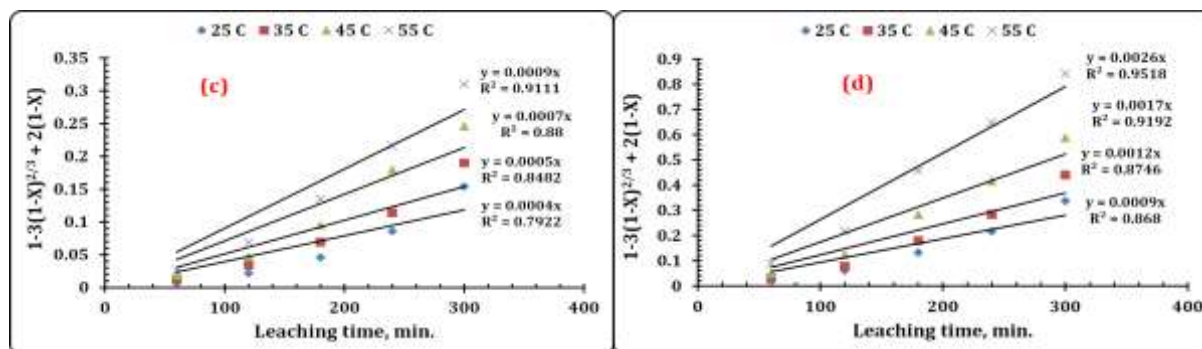 25 C 35 C 45 C 55 C
0.35
0.3
0.25
0.2
0.15
0.1
0.05
0
1-3(1-X)^2/3 + 2(1-X)
(c)
y = 0.0009x
R² = 0.9111
y = 0.0007x
R² = 0.88
y = 0.0005x
R² = 0.8482
y = 0.0004x
R² = 0.7922
0 100 200 300 400
Leaching time, min.
25 C 35 C 45 C 55 C
0.9
0.8
0.7
0.6
0.5
0.4
0.3
0.2
0.1
0
1-3(1-X)^2/3 + 2(1-X)
(d)
y = 0.0026x
R² = 0.9518
y = 0.0017x
R² = 0.9192
y = 0.0012x
R² = 0.8746
y = 0.0009x
R² = 0.868
0 100 200 300 400
Leaching time, min.